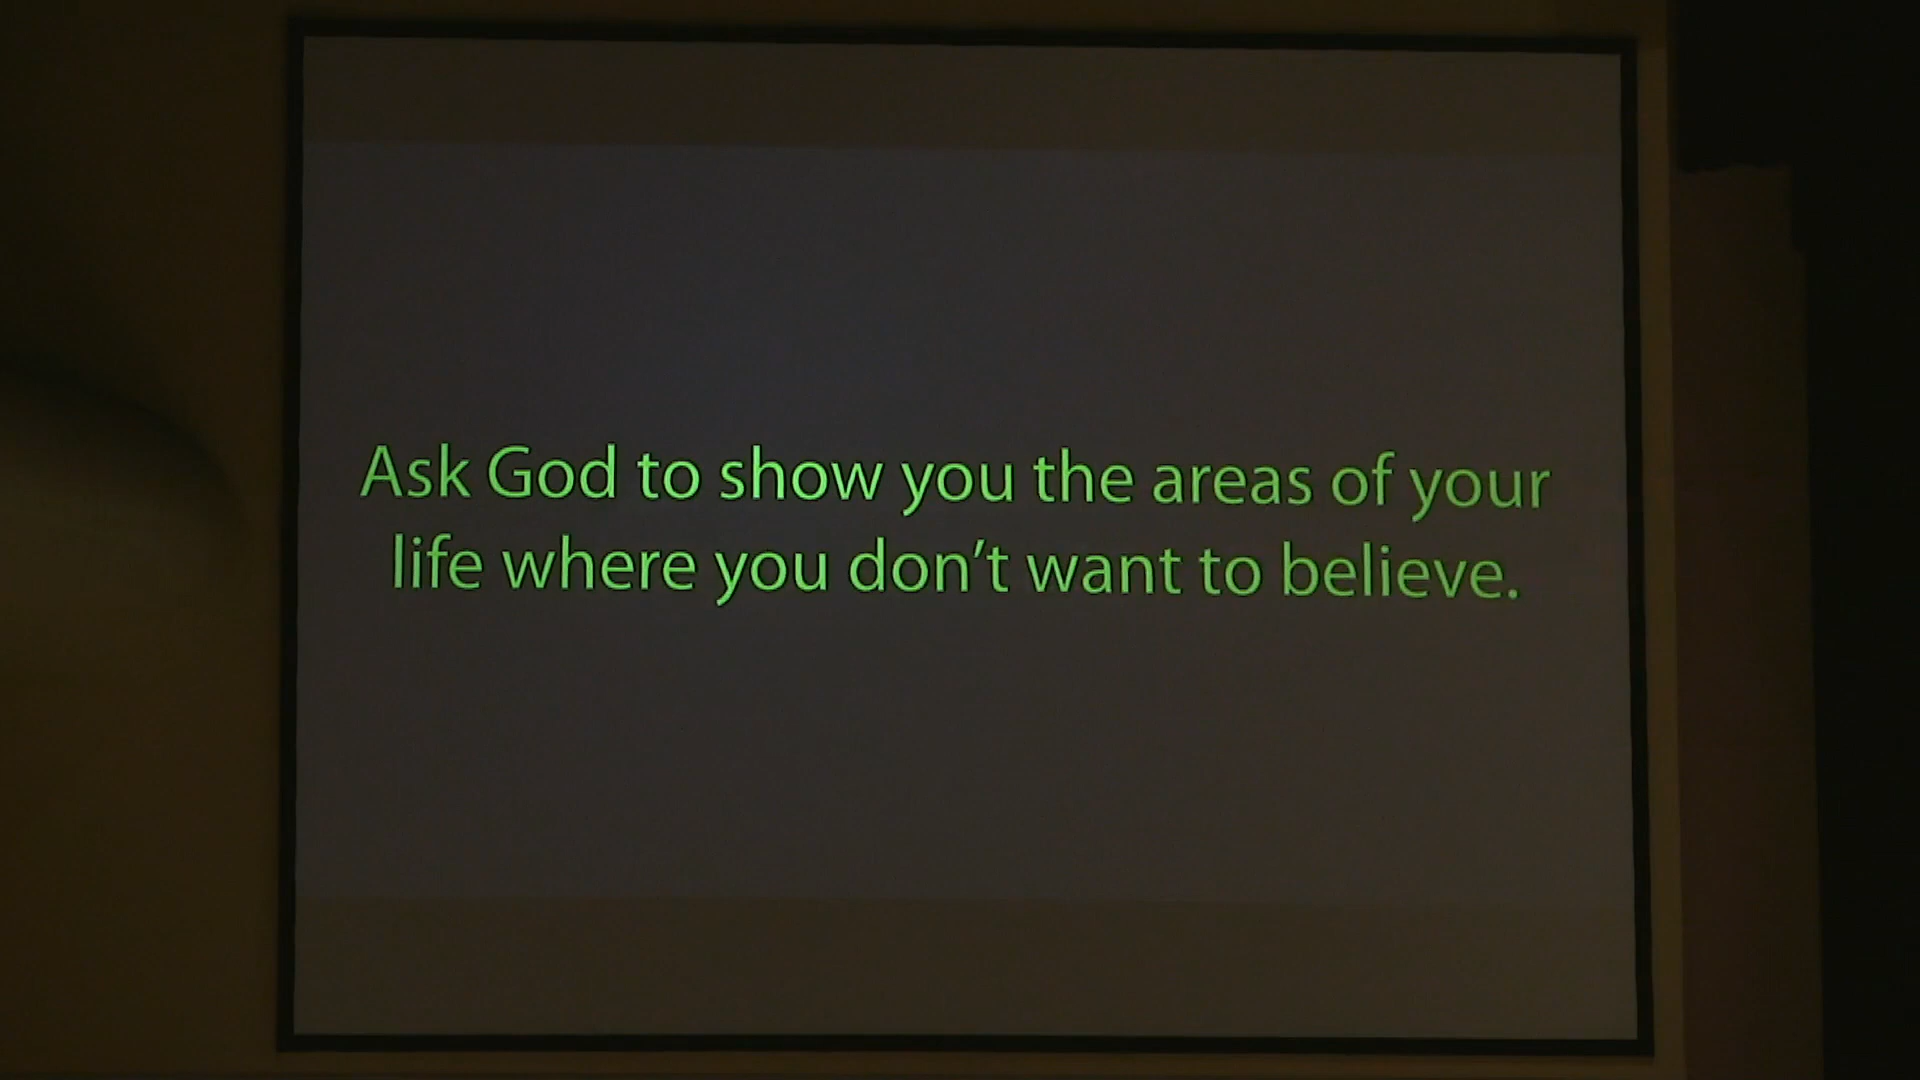 Ask God to show you the areas of your
life where you don’t want to believe.